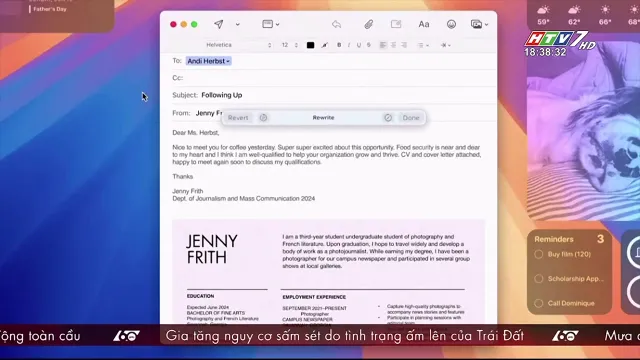 Father's Day
59° 62° 66°
HTV7 HD
18:38:32
Helvetica 12 B I U S
Aa
To: Andi Herbst
Cc:
Subject: Following Up
From: Jenny
Revert Rewrite Done
Dear Ms. Herbst,
Nice to meet you for coffee yesterday. Super super excited about this opportunity. Food security is near and dear
to my heart and I think I am well-qualified to help your organization grow and thrive. CV and cover letter attached,
happy to meet again soon to discuss my qualifications.
Thanks
Jenny Frith
Dept. of Journalism and Mass Communication 2024
JENNY
FRITH
I am a third-year student undergraduate student of photography and
French literature. Upon graduation, I hope to travel widely and develop a
body of work as a photojournalist. While earning my degree, I have been a
photographer for our campus newspaper and participated in several group
shows at local galleries.
EDUCATION
Expected June 2024
BACHELOR OF FINE ARTS
Photography and French Literature
EMPLOYMENT EXPERIENCE
SEPTEMBER 2021–PRESENT
Photographer
CAMPUS NEWSPAPER
• Capture high-quality photographs to
accompany news stories and features
• Participate in planning sessions with
Reminders 3
Buy film (120)
Scholarship App...
Call Dominique
toàn cầu 60 Gia tăng nguy cơ sấm sét do tình trạng ấm lên của Trái Đất 60 Mưa